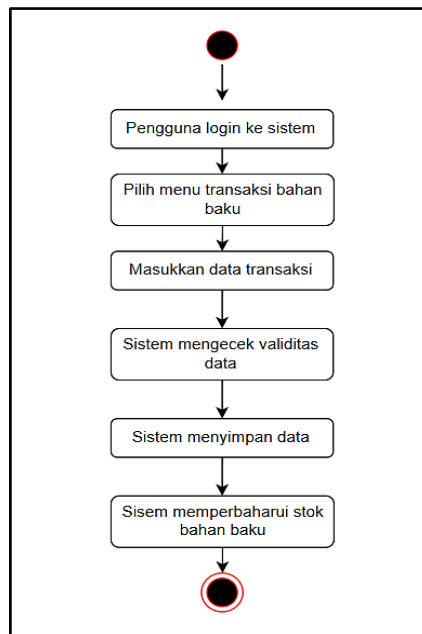 Pengguna login ke sistem
Pilih menu transaksi bahan
baku
Masukkan data transaksi
Sistem mengecek validitas
data
Sistem menyimpan data
Sisem memperbaharui stok
bahan baku